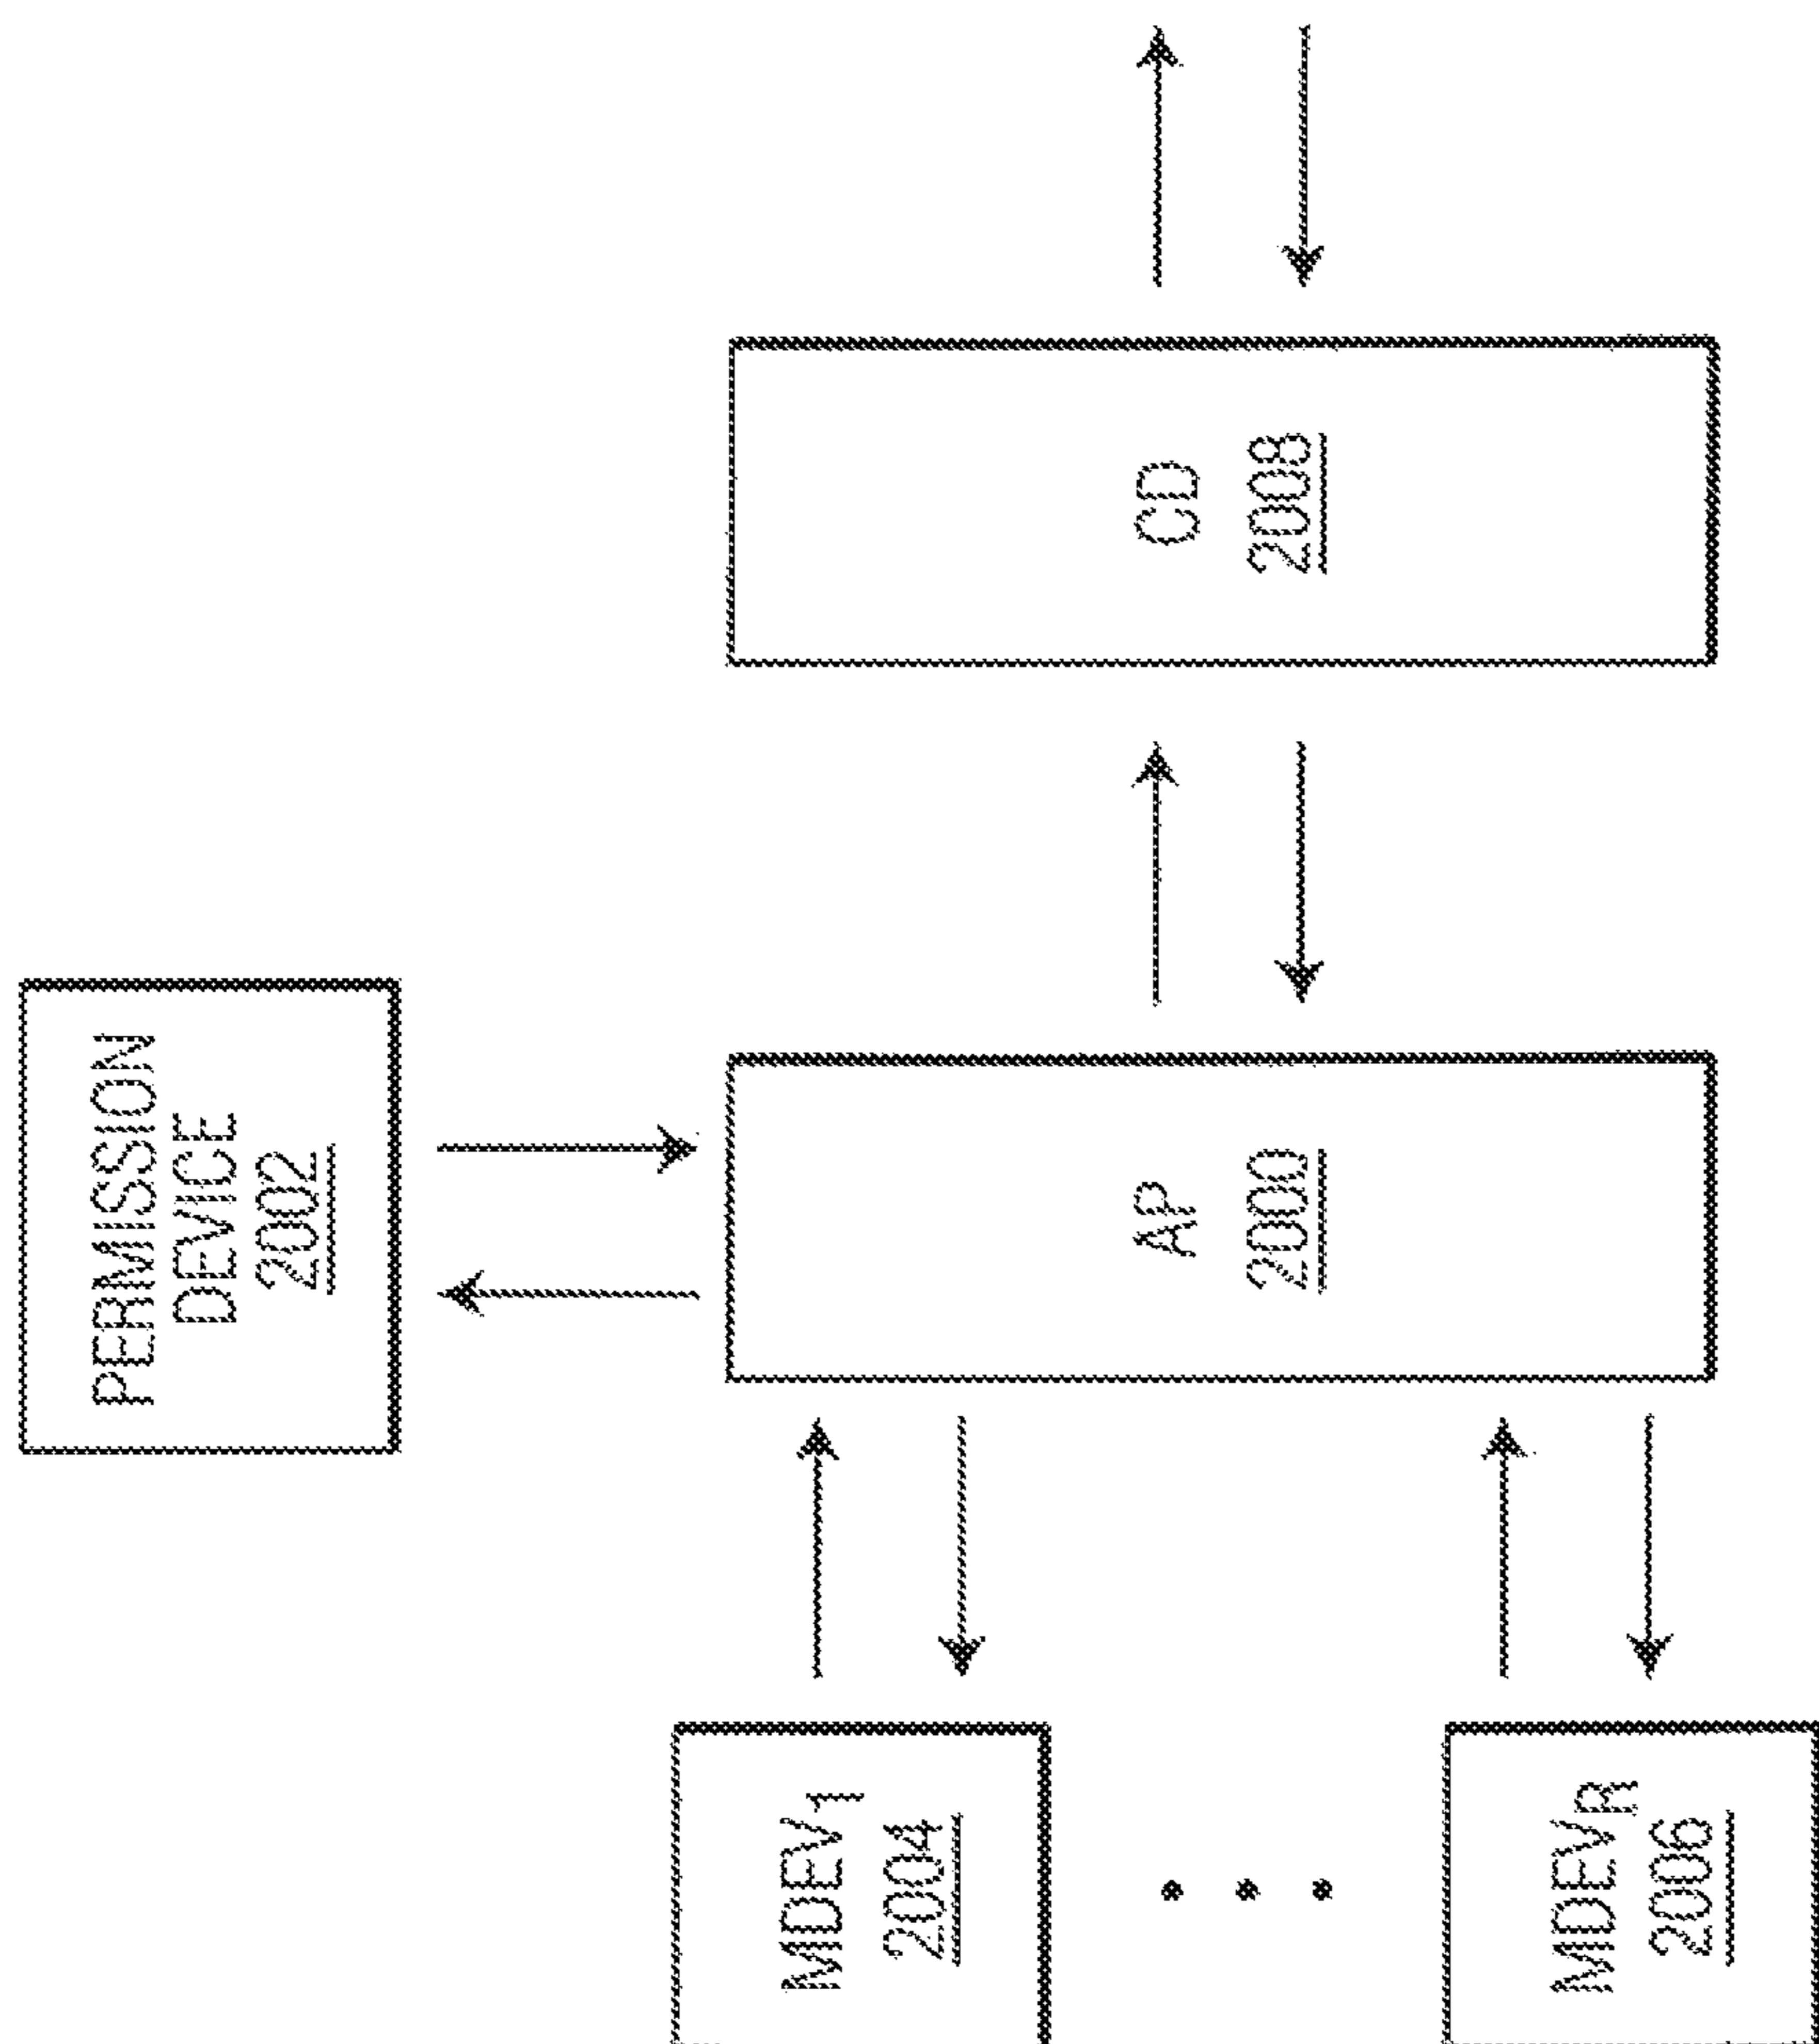 PERMISSION
DEVICE
2002
MDEV1
2004
MDEVR
2006
AP
2000
CD
2008